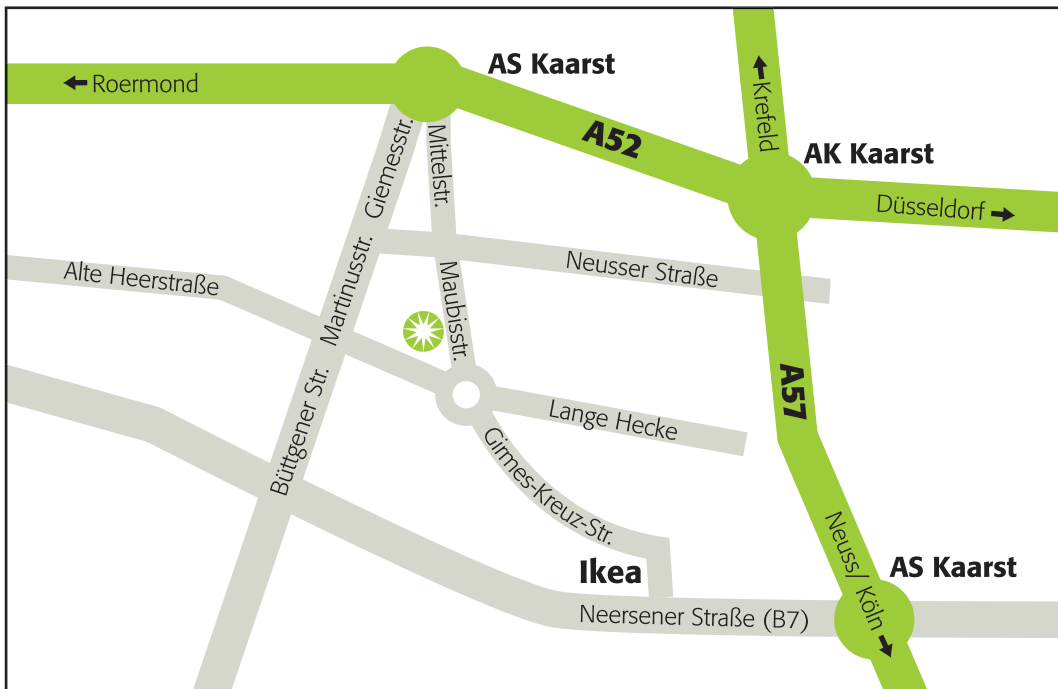 AS Kaarst
Roermond
A52
Krefeld
AK Kaarst
Düsseldorf
Giemesstr.
Mittelstr.
Neusser Straße
Alte Heerstraße
Martinusstr.
Maubisstr.
A57
Büttgener Str.
Lange Hecke
Girmes-Kreuz-Str.
Neuss/ Köln
Ikea
AS Kaarst
Neersener Straße (B7)